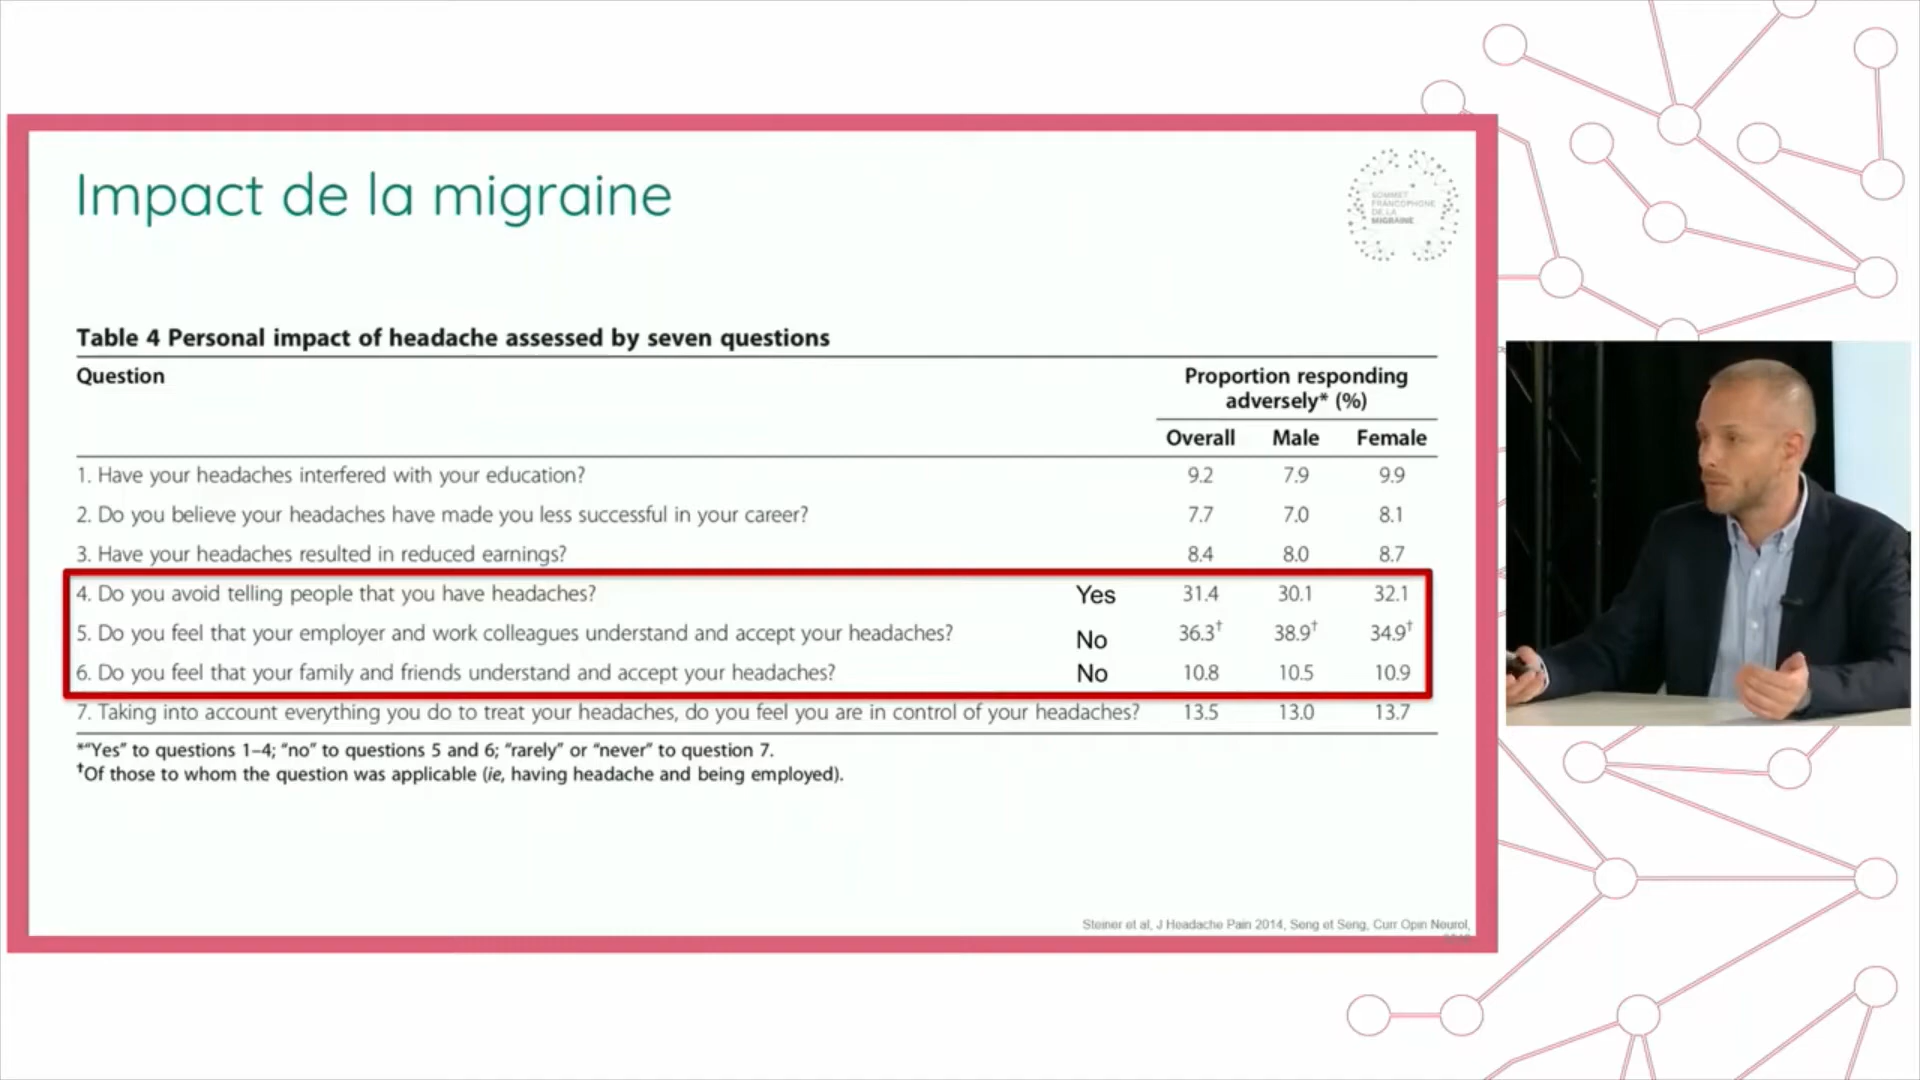 Impact de la migraine
SOMMET
FRANCOPHONE
DE LA
MIGRAINE
Table 4 Personal impact of headache assessed by seven questions
Question Proportion responding
adversely* (%)
Overall Male Female
1. Have your headaches interfered with your education? 9.2 7.9 9.9
2. Do you believe your headaches have made you less successful in your career? 7.7 7.0 8.1
3. Have your headaches resulted in reduced earnings? 8.4 8.0 8.7
4. Do you avoid telling people that you have headaches? Yes 31.4 30.1 32.1
5. Do you feel that your employer and work colleagues understand and accept your headaches? No 36.3† 38.9† 34.9†
6. Do you feel that your family and friends understand and accept your headaches? No 10.8 10.5 10.9
7. Taking into account everything you do to treat your headaches, do you feel you are in control of your headaches? 13.5 13.0 13.7
*“Yes” to questions 1–4; “no” to questions 5 and 6; “rarely” or “never” to question 7.
†Of those to whom the question was applicable (ie, having headache and being employed).
Steiner et al, J Headache Pain 2014, Seng et Seng, Curr Opin Neurol,